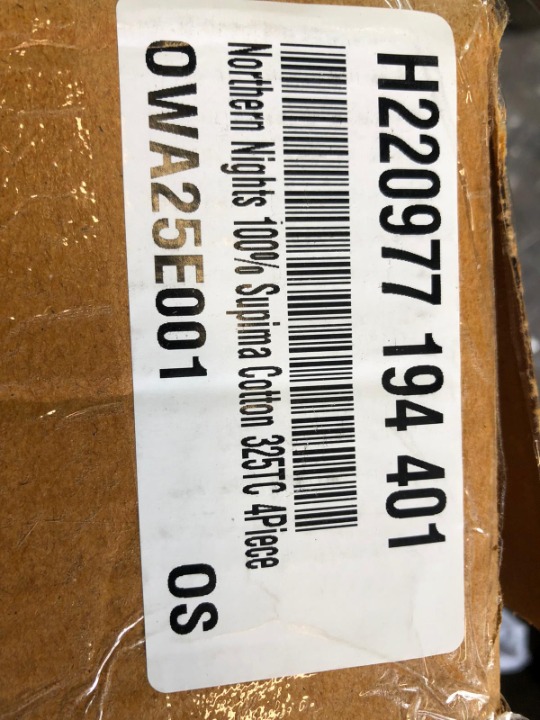 H220977 194 401
Northern Nights 100% Supima Cotton 325TC 4Piece
OWA25E001 OS